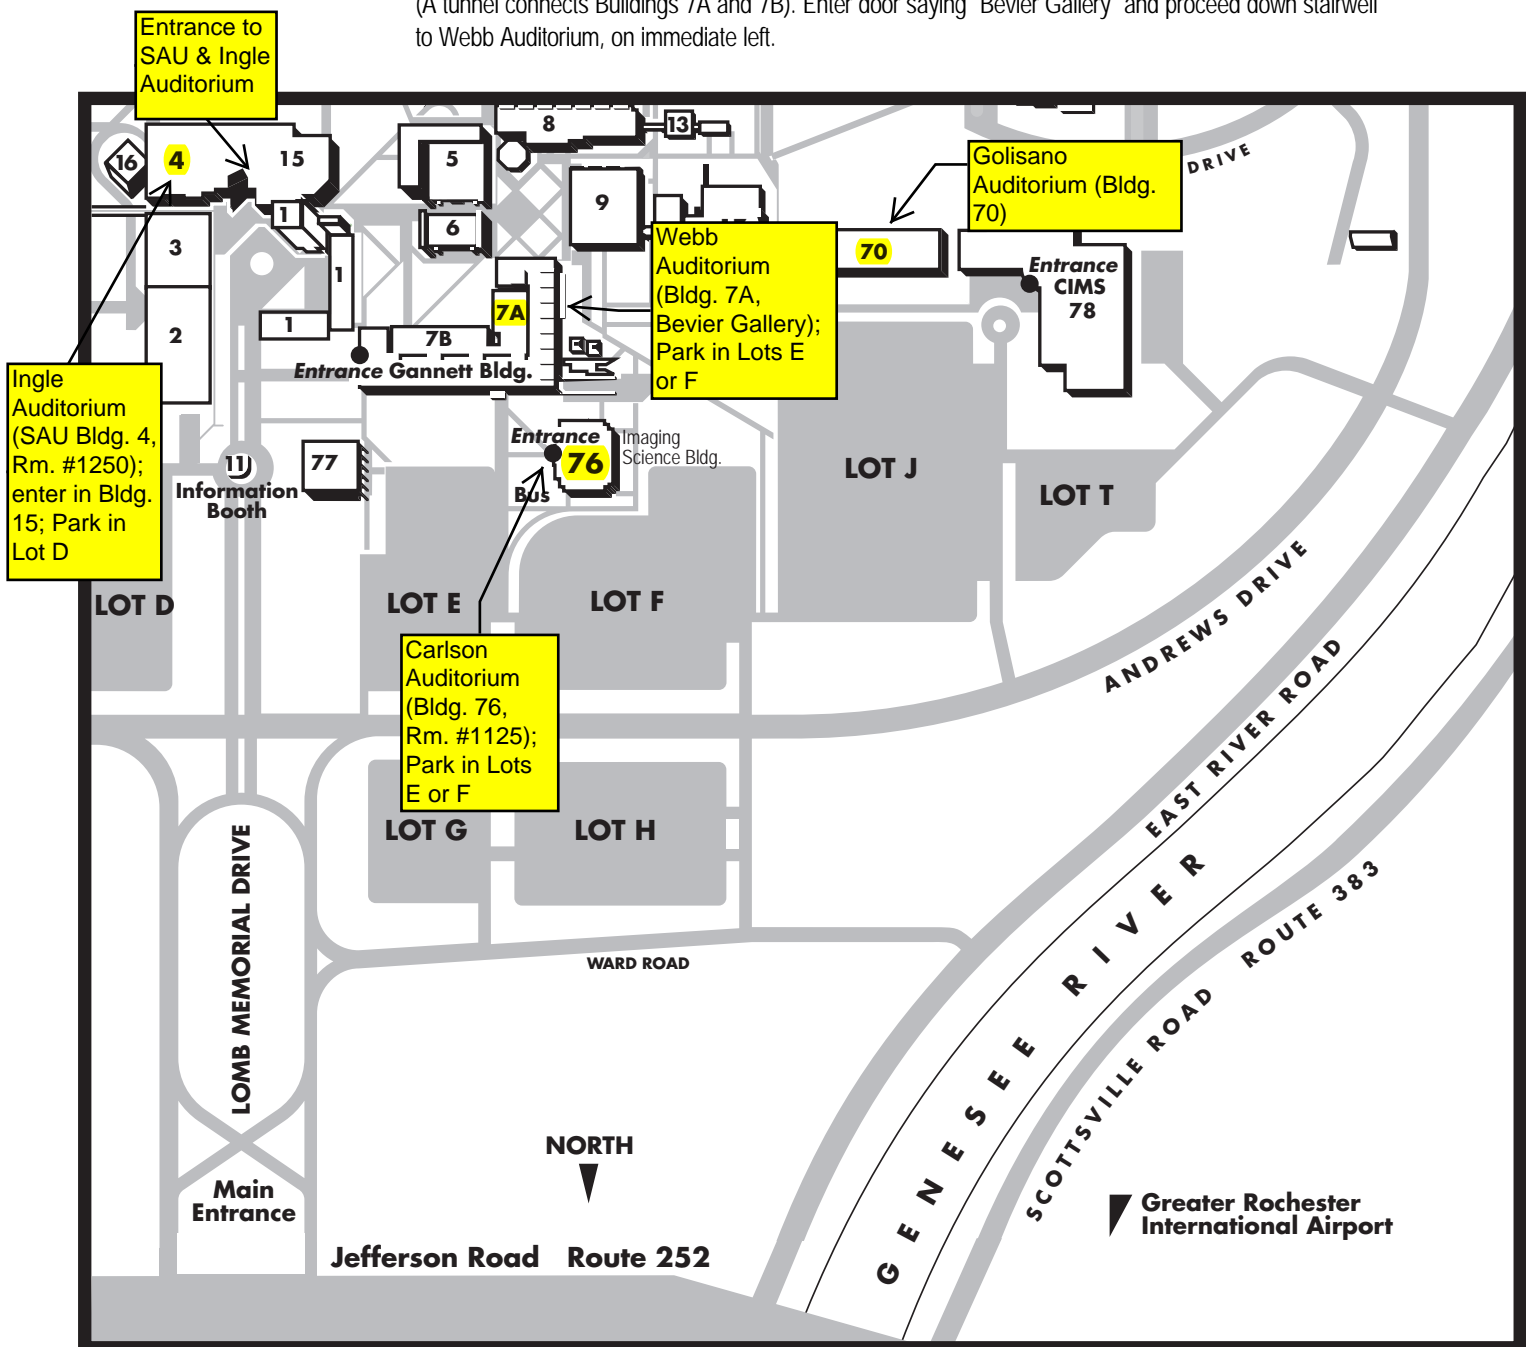 (A tunnel connects Buildings 7A and 7B). Enter door saying "Bevier Gallery" and proceed down stairwell
to Webb Auditorium, on immediate left.
Entrance to
SAU & Ingle
Auditorium
16
4
15
5
8
13
Golisano
Auditorium (Bldg.
70)
DRIVE
3
1
6
9
Webb
Auditorium
(Bldg. 7A,
Bevier Gallery);
Park in Lots E
or F
70
Entrance
CIMS
78
2
1
1
7B
7A
Entrance Gannett Bldg.
Ingle
Auditorium
(SAU Bldg. 4,
Rm. #1250);
enter in Bldg.
15; Park in
Lot D
11
Information
Booth
77
Entrance
76
Imaging
Science Bldg.
Bus
LOT J
LOT T
LOT D
LOT E
LOT F
Carlson
Auditorium
(Bldg. 76,
Rm. #1125);
Park in Lots
E or F
ANDREWS DRIVE
EAST RIVER ROAD
LOT G
LOT H
LOMB MEMORIAL DRIVE
WARD ROAD
GENESEE RIVER
SCOTTSVILLE ROAD ROUTE 383
NORTH
Main
Entrance
Greater Rochester
International Airport
Jefferson Road Route 252